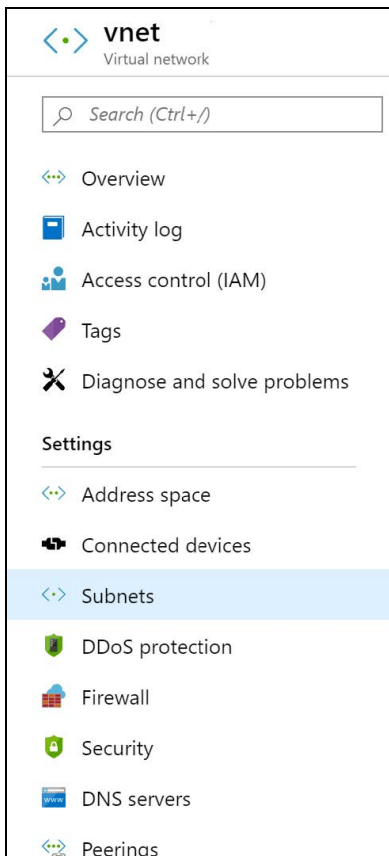 vnet
Virtual network
Search (Ctrl+/)
Overview
Activity log
Access control (IAM)
Tags
Diagnose and solve problems
Settings
Address space
Connected devices
Subnets
DDoS protection
Firewall
Security
www DNS servers
Peerings